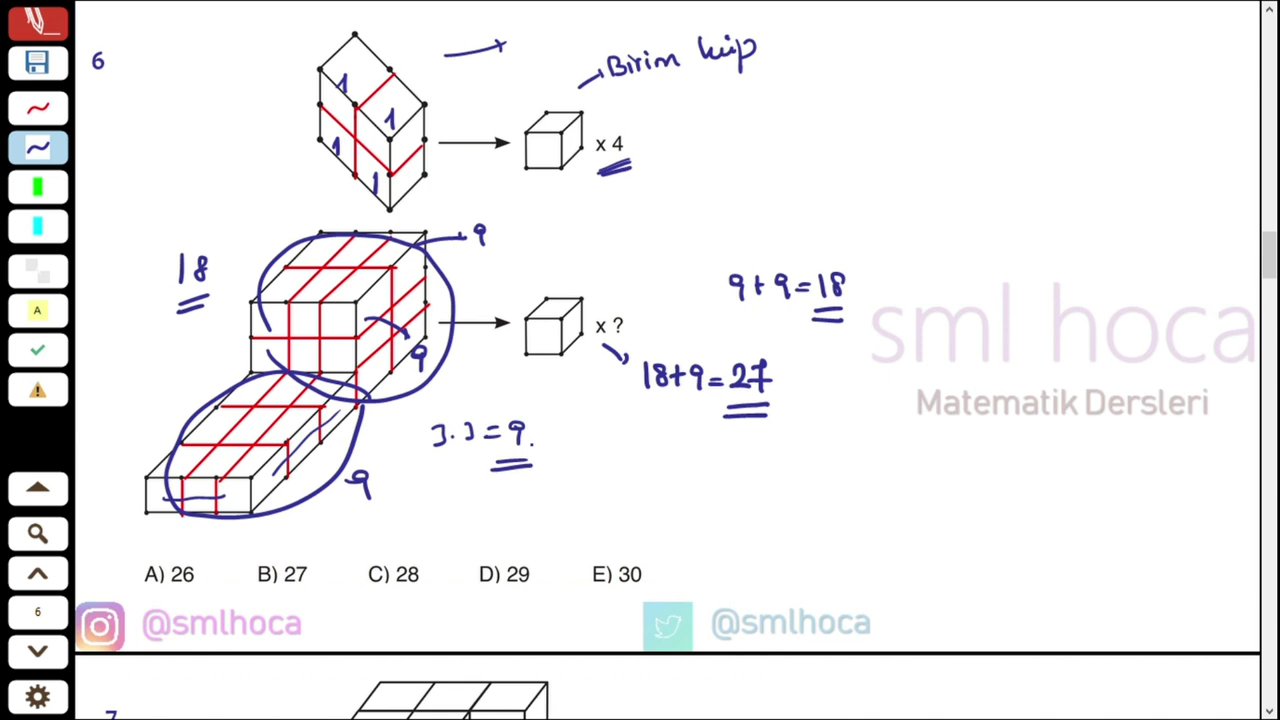 6
1
1
1
1
Birim küp
x 4
18
9
9
9
x ?
9+9=18
18+9=27
3.3=9.
sml hoca
Matematik Dersleri
A) 26 B) 27 C) 28 D) 29 E) 30
@smlhoca @smlhoca
7
A
6